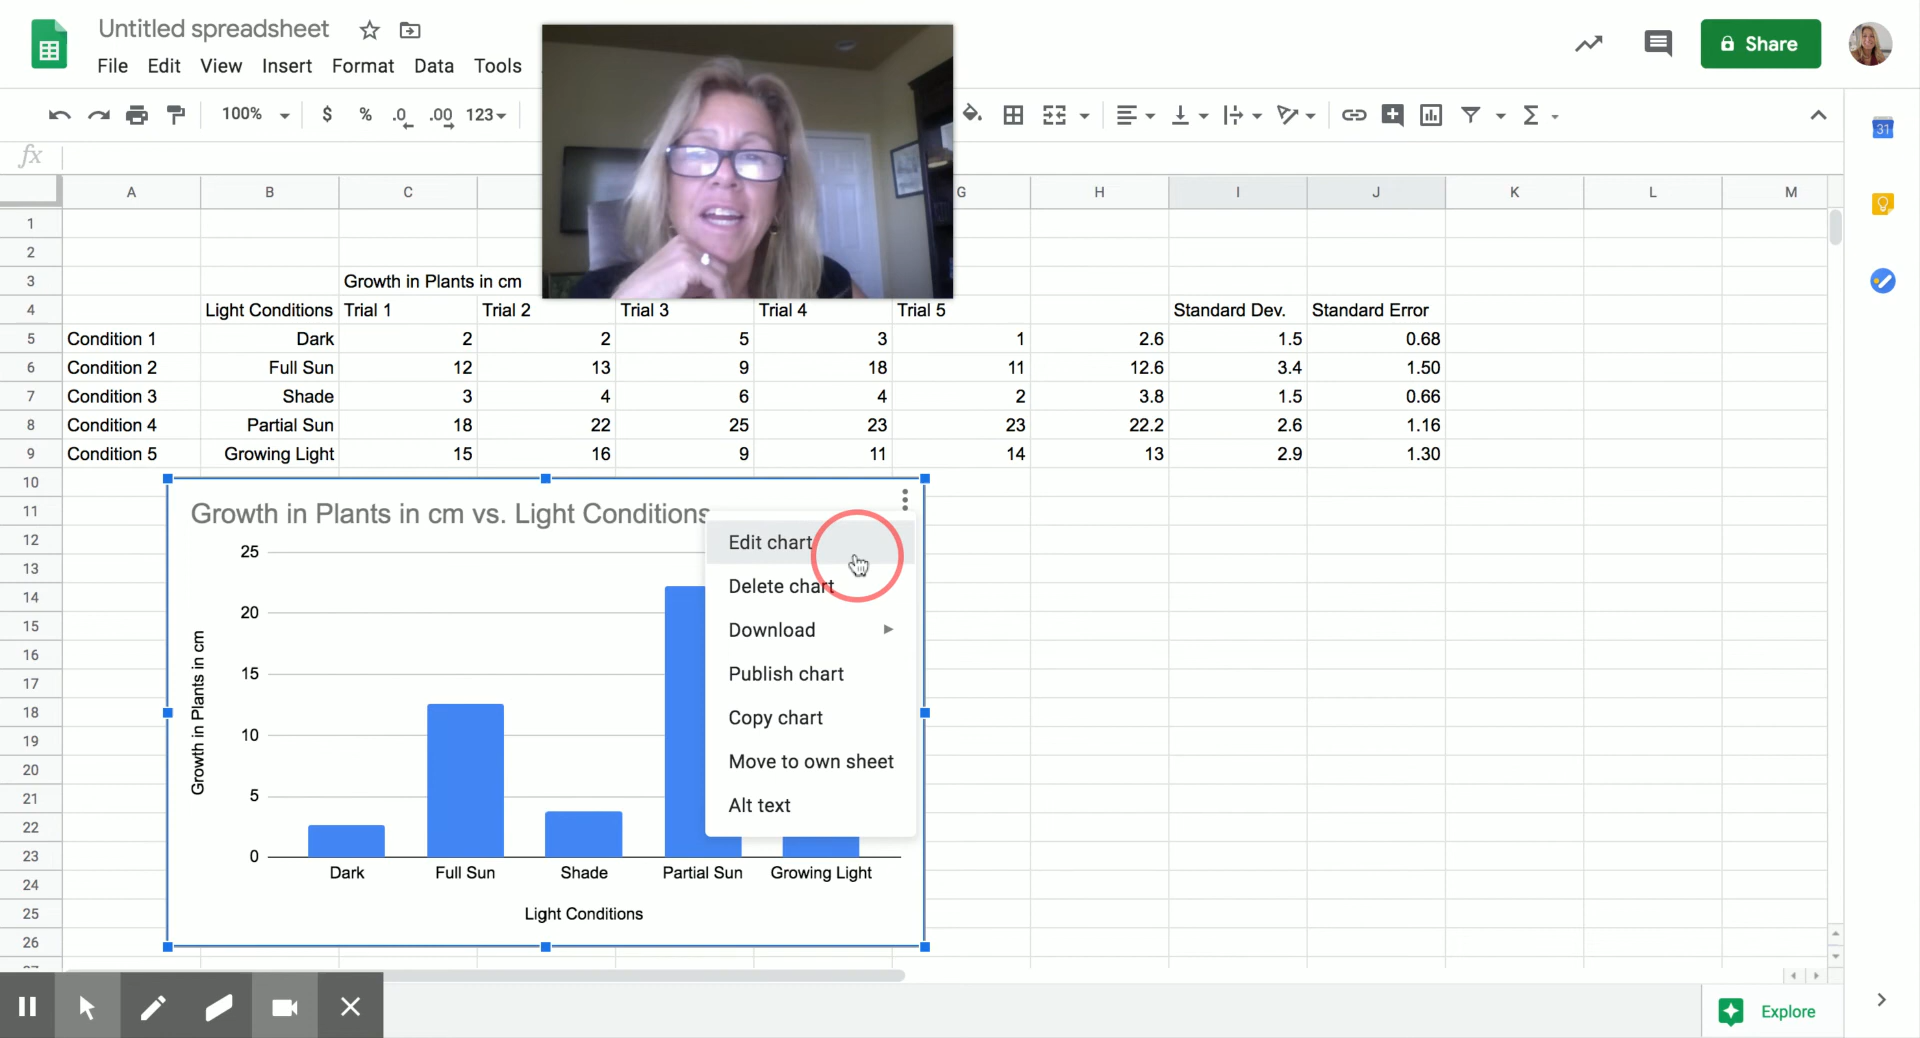 Untitled spreadsheet
File Edit View Insert Format Data Tools
Share
100% $ % .0 .00 123
31
fx
A B C G H I J K L M
1
2
3 Growth in Plants in cm
4 Light Conditions Trial 1 Trial 2 Trial 3 Trial 4 Trial 5 Standard Dev. Standard Error
5 Condition 1 Dark 2 2 5 3 1 2.6 1.5 0.68
6 Condition 2 Full Sun 12 13 9 18 11 12.6 3.4 1.50
7 Condition 3 Shade 3 4 6 4 2 3.8 1.5 0.66
8 Condition 4 Partial Sun 18 22 25 23 23 22.2 2.6 1.16
9 Condition 5 Growing Light 15 16 9 11 14 13 2.9 1.30
10
11
12
13
14
15
16
17
18
19
20
21
22
23
24
25
26
Growth in Plants in cm vs. Light Conditions
Growth in Plants in cm
25
20
15
10
5
0
Dark Full Sun Shade Partial Sun Growing Light
Light Conditions
Edit chart
Delete chart
Download
Publish chart
Copy chart
Move to own sheet
Alt text
Explore